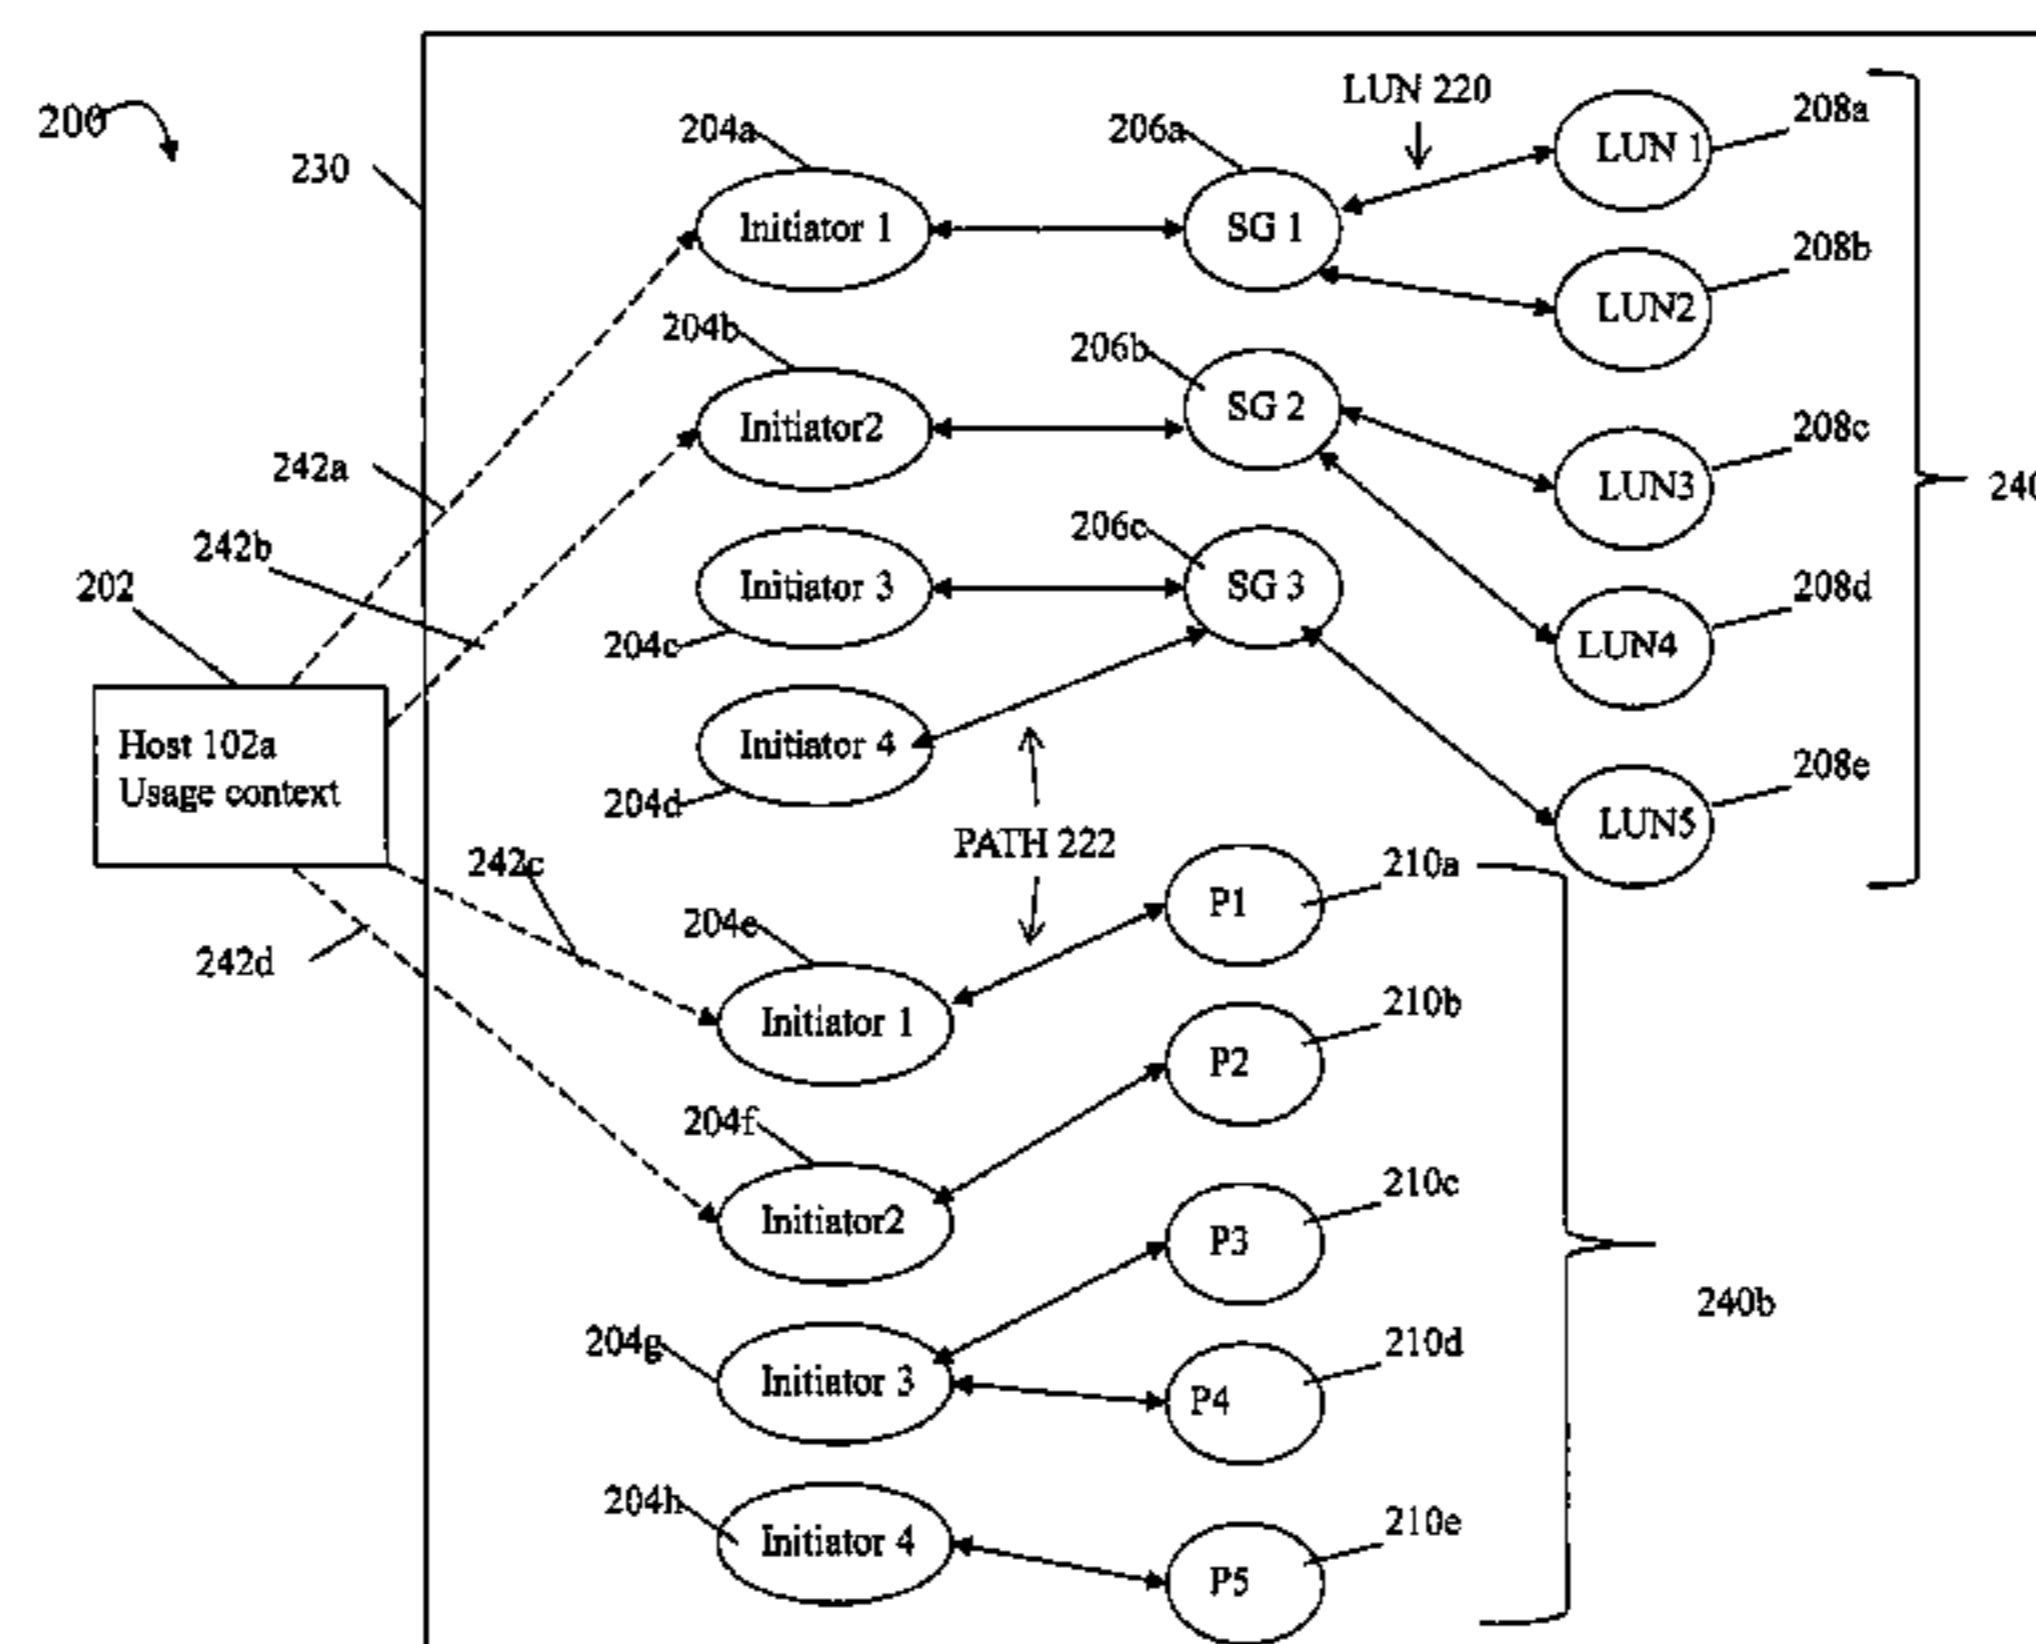 LUN 220
200
204a
206a
208a
LUN 1
230
Initiator 1
SG 1
208b
LUN2
204b
206b
242a
Initiator2
SG 2
208c
LUN3
240
242b
206c
202
Initiator 3
SG 3
208d
204c
LUN4
Host 102a
Usage context
Initiator 4
204d
208e
PATH 222
LUN5
242c
210a
P1
204e
242d
Initiator 1
210b
P2
204f
Initiator2
210c
P3
240b
204g
Initiator 3
210d
P4
204h
Initiator 4
210e
P5